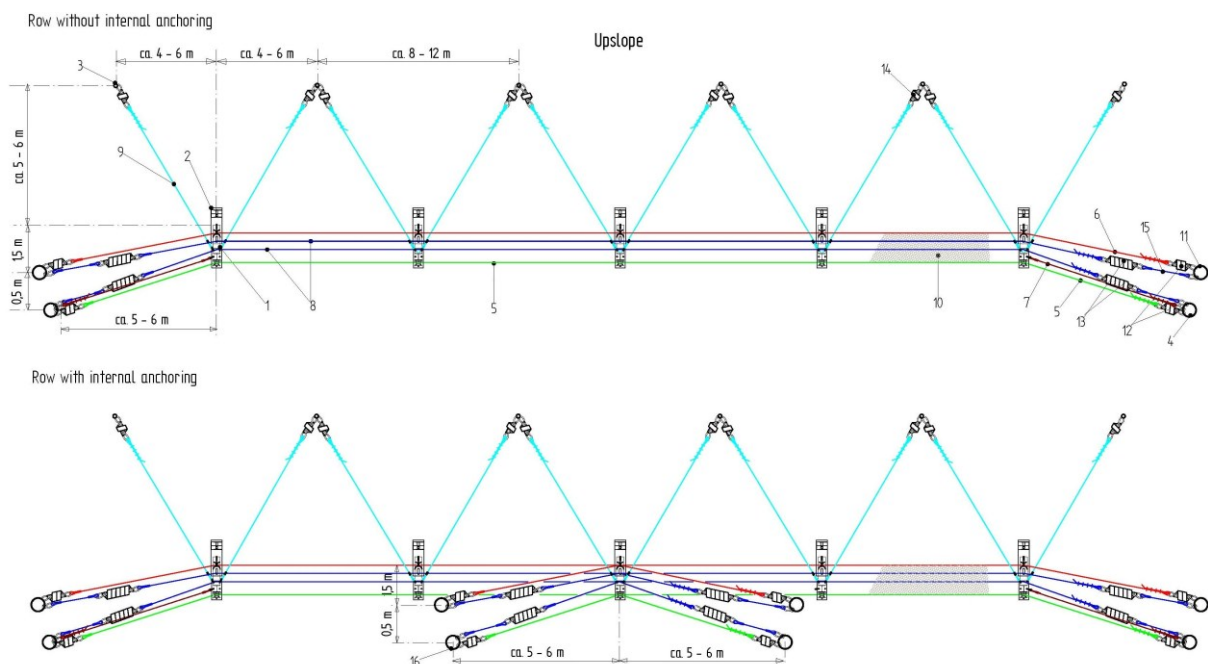 Row without internal anchoring
Upslope
ca. 4 - 6 m
ca. 4 - 6 m
ca. 8 - 12 m
3
14
ca. 5 - 6 m
9
2
1,5 m
0,5 m
6
15
11
1
8
5
10
7
5
13
12
4
ca. 5 - 6 m
Row with internal anchoring
1,5 m
0,5 m
16
ca. 5 - 6 m
ca. 5 - 6 m